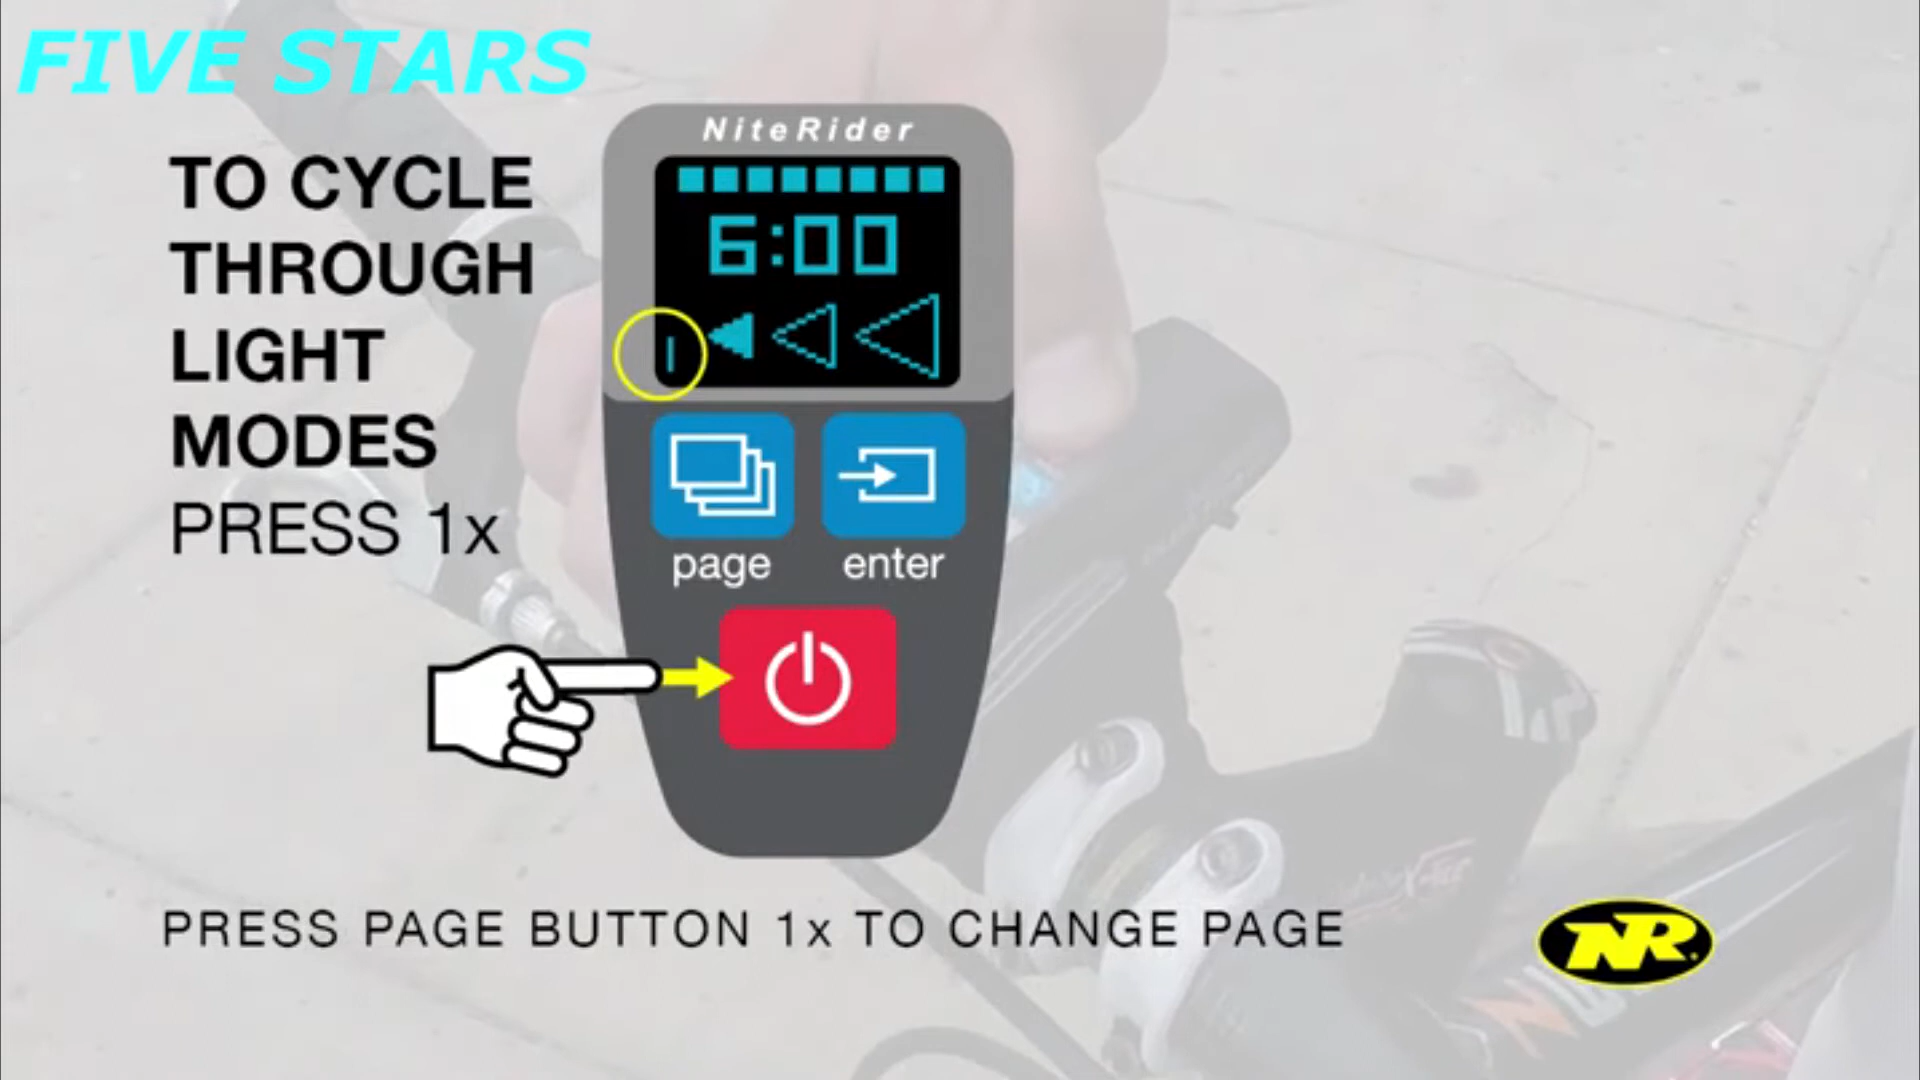 FIVE STARS
NiteRider
6:00
TO CYCLE
THROUGH
LIGHT
MODES
PRESS 1x
page
enter
PRESS PAGE BUTTON 1x TO CHANGE PAGE
NR